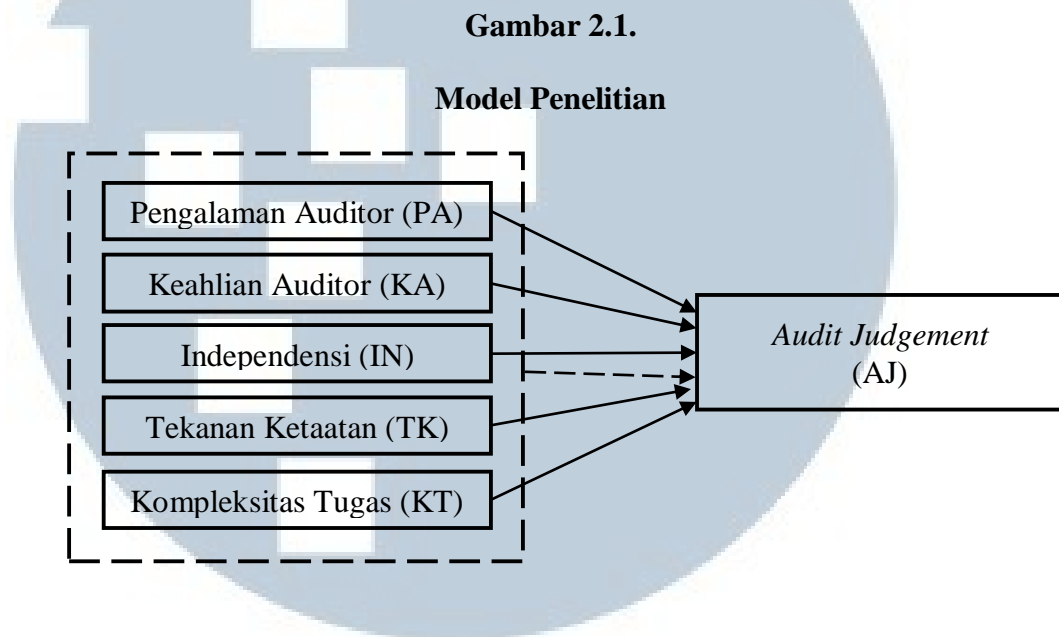 Gambar 2.1.
Model Penelitian
Pengalaman Auditor (PA)
Keahlian Auditor (KA)
Independensi (IN)
Tekanan Ketaatan (TK)
Kompleksitas Tugas (KT)
Audit Judgement
(AJ)